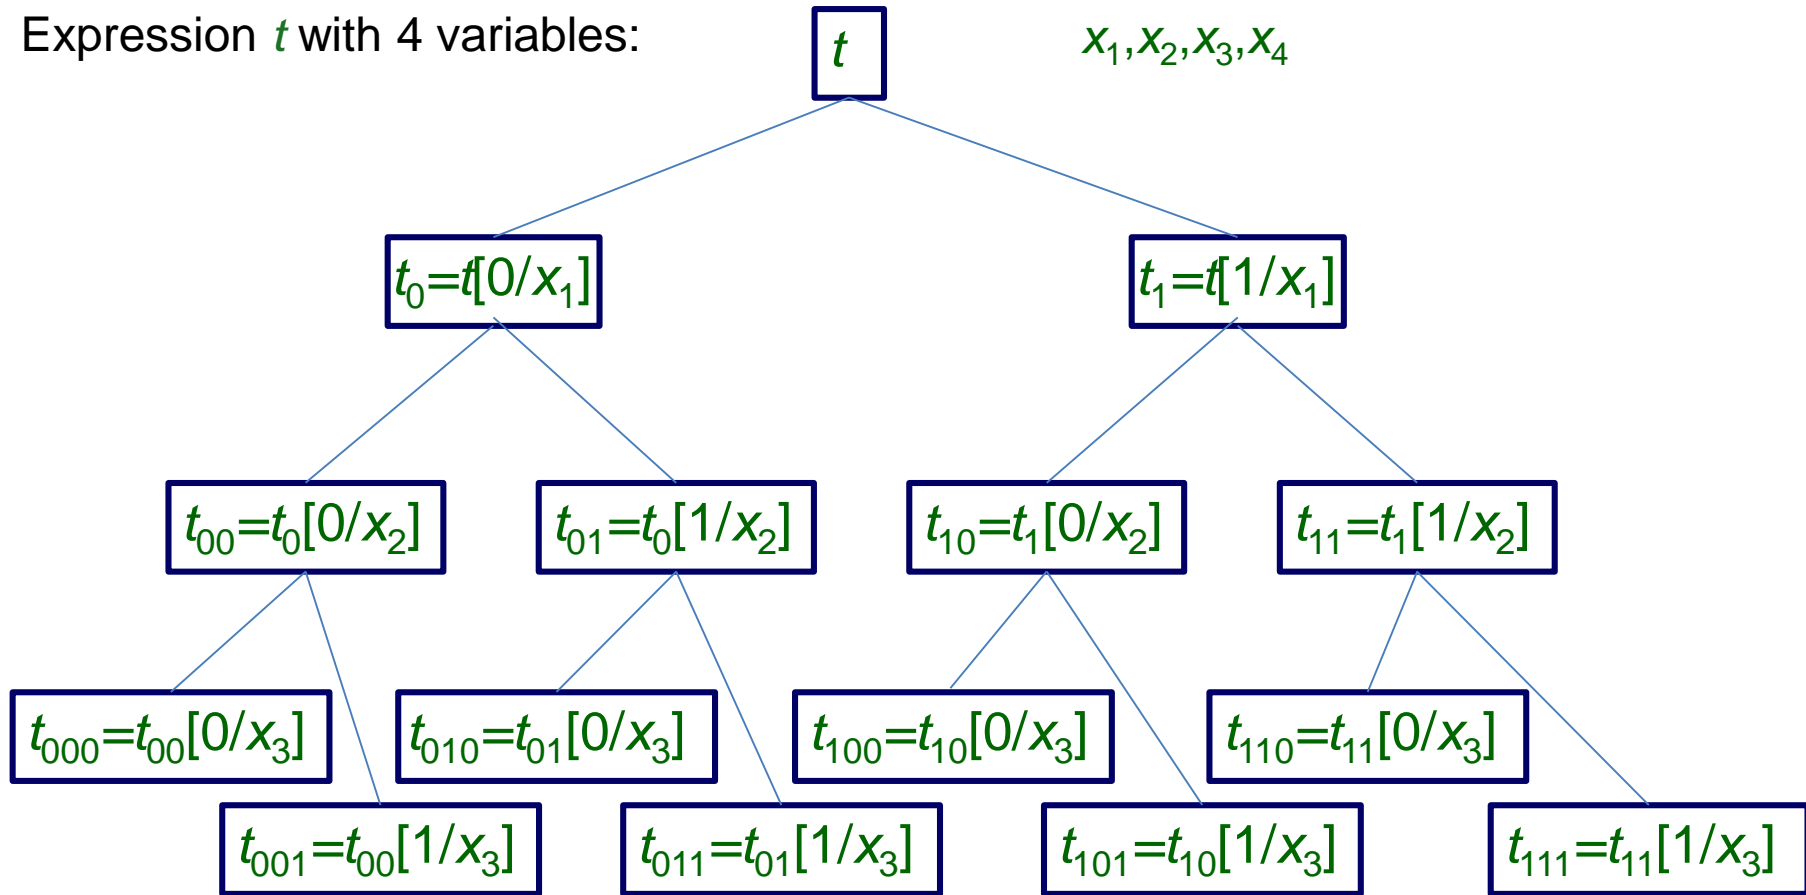 Expression t with 4 variables: t x₁,x₂,x₃,x₄
t₀=t[0/x₁] t₁=t[1/x₁]
t₀₀=t₀[0/x₂] t₀₁=t₀[1/x₂] t₁₀=t₁[0/x₂] t₁₁=t₁[1/x₂]
t₀₀₀=t₀₀[0/x₃] t₀₁₀=t₀₁[0/x₃] t₁₀₀=t₁₀[0/x₃] t₁₁₀=t₁₁[0/x₃]
t₀₀₁=t₀₀[1/x₃] t₀₁₁=t₀₁[1/x₃] t₁₀₁=t₁₀[1/x₃] t₁₁₁=t₁₁[1/x₃]